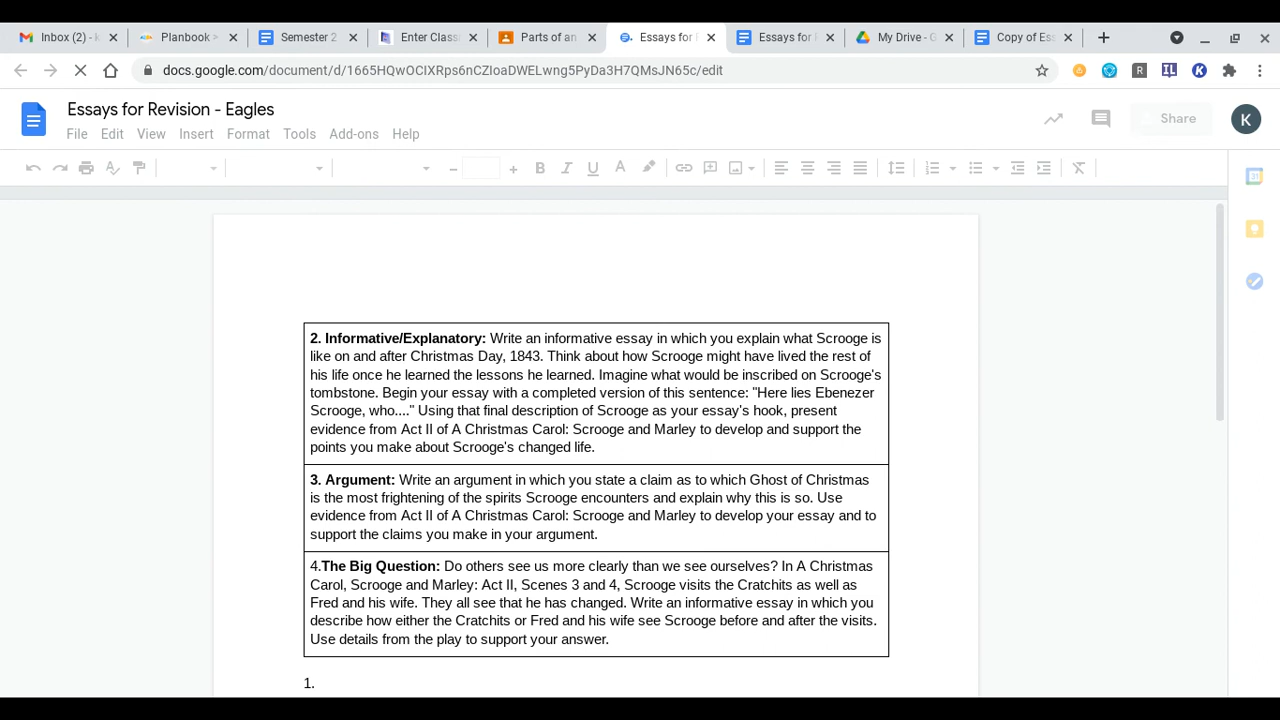 Inbox (2) - k
Planbook
Semester 2
Enter Class
Parts of an
Essays for
Essays for
My Drive - G
Copy of Es
docs.google.com/document/d/1665HQwOCIXRps6nCZIoaDWELwng5PyDa3H7QMsJN65c/edit
Essays for Revision - Eagles
File Edit View Insert Format Tools Add-ons Help
Share
K
2. Informative/Explanatory: Write an informative essay in which you explain what Scrooge is
like on and after Christmas Day, 1843. Think about how Scrooge might have lived the rest of
his life once he learned the lessons he learned. Imagine what would be inscribed on Scrooge's
tombstone. Begin your essay with a completed version of this sentence: "Here lies Ebenezer
Scrooge, who...." Using that final description of Scrooge as your essay's hook, present
evidence from Act II of A Christmas Carol: Scrooge and Marley to develop and support the
points you make about Scrooge's changed life.
3. Argument: Write an argument in which you state a claim as to which Ghost of Christmas
is the most frightening of the spirits Scrooge encounters and explain why this is so. Use
evidence from Act II of A Christmas Carol: Scrooge and Marley to develop your essay and to
support the claims you make in your argument.
4.The Big Question: Do others see us more clearly than we see ourselves? In A Christmas
Carol, Scrooge and Marley: Act II, Scenes 3 and 4, Scrooge visits the Cratchits as well as
Fred and his wife. They all see that he has changed. Write an informative essay in which you
describe how either the Cratchits or Fred and his wife see Scrooge before and after the visits.
Use details from the play to support your answer.
1.